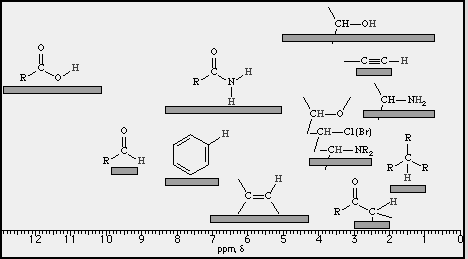 CH-OH
O
R O H
O
R N H
H
-C≡C-H
CH-NH2
CH-O
CH-Cl(Br)
CH-NR2
O
R H
H
R
R H R
H
C=C
O
R C H
12 11 10 9 8 7 6 5 4 3 2 1 0
ppm, δ